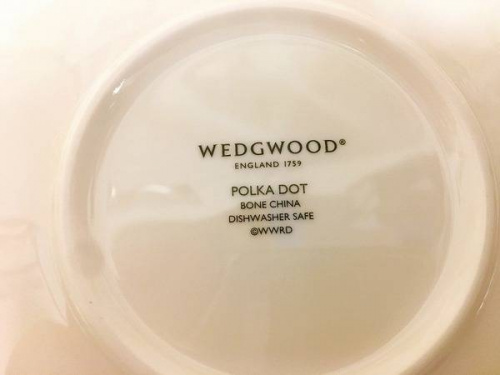 WEDGWOOD®
ENGLAND 1759
POLKA DOT
BONE CHINA
DISHWASHER SAFE
©WWRD